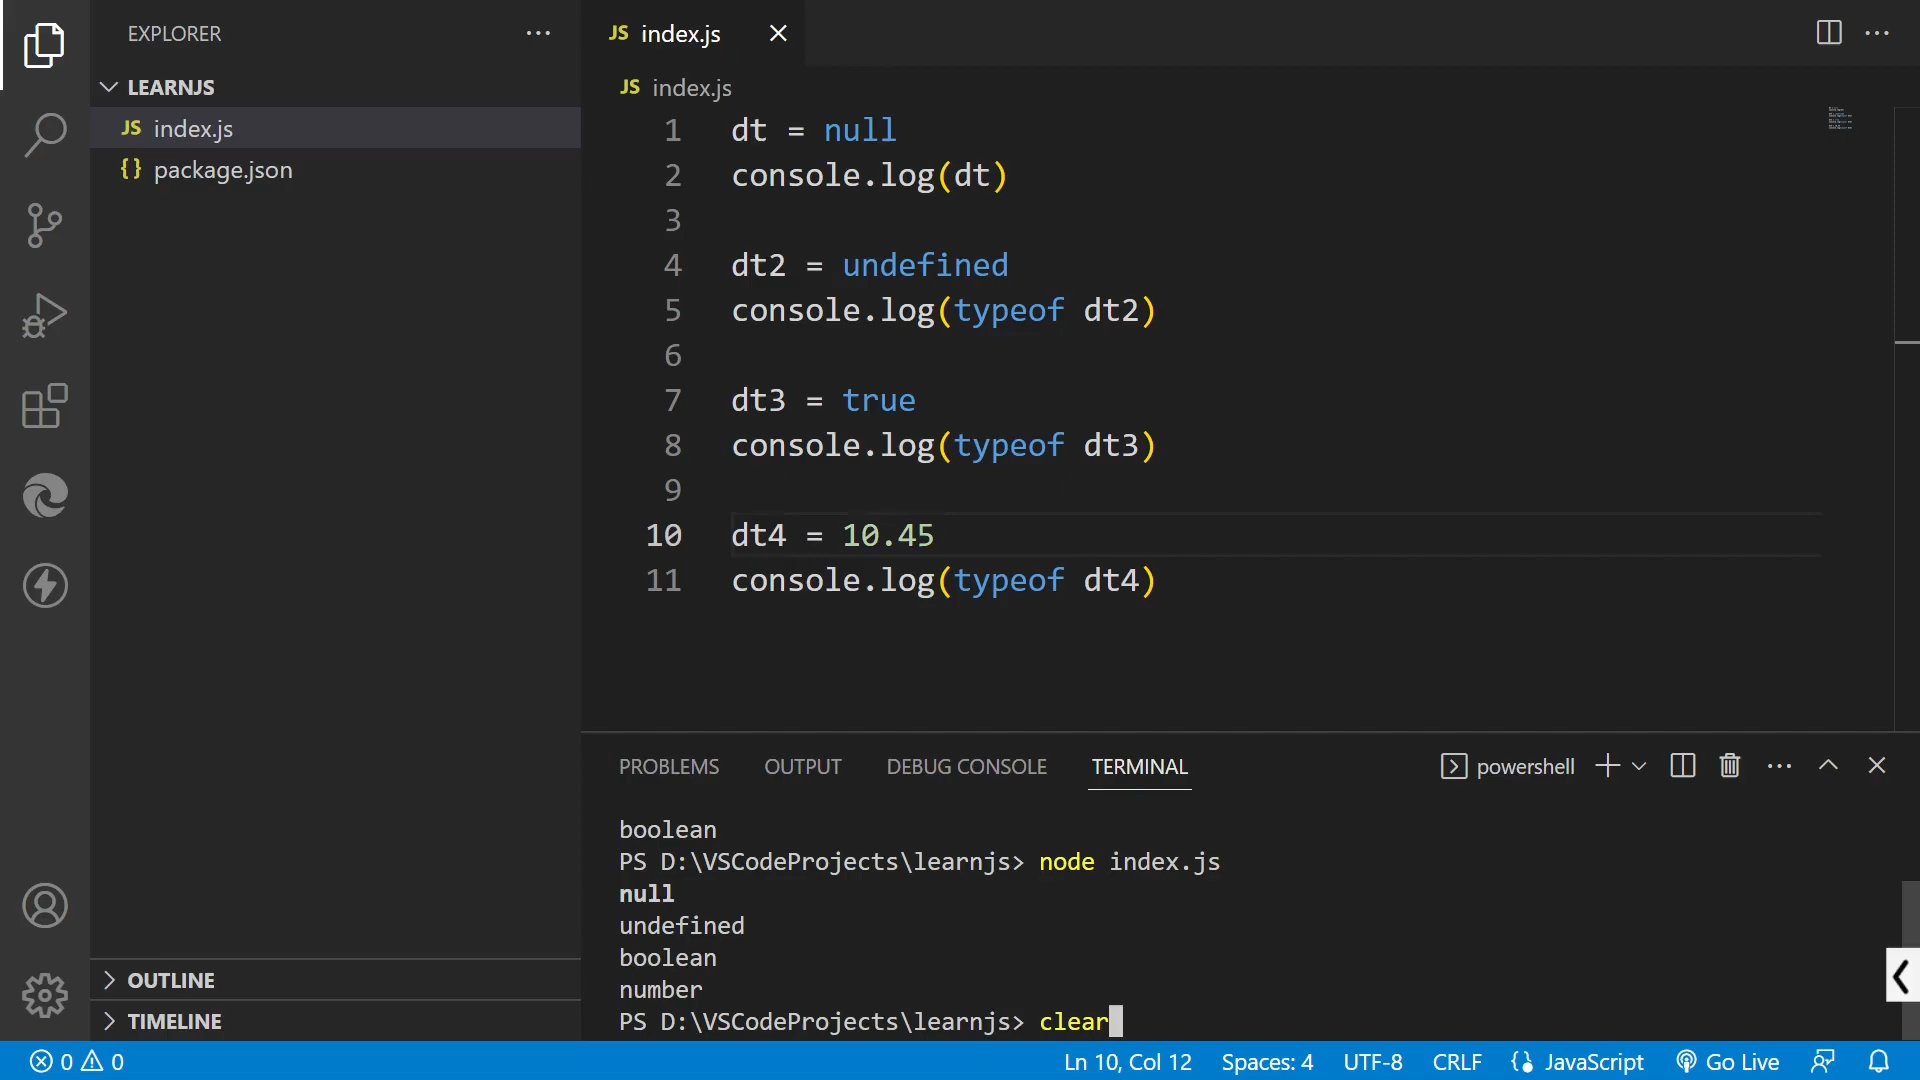 EXPLORER
LEARNJS
JS index.js
{} package.json
OUTLINE
TIMELINE
JS index.js
JS index.js
1 dt = null
2 console.log(dt)
3
4 dt2 = undefined
5 console.log(typeof dt2)
6
7 dt3 = true
8 console.log(typeof dt3)
9
10 dt4 = 10.45
11 console.log(typeof dt4)
PROBLEMS OUTPUT DEBUG CONSOLE TERMINAL powershell
boolean
PS D:\VSCodeProjects\learnjs> node index.js
null
undefined
boolean
number
PS D:\VSCodeProjects\learnjs> clear
0 0 Ln 10, Col 12 Spaces: 4 UTF-8 CRLF {} JavaScript Go Live